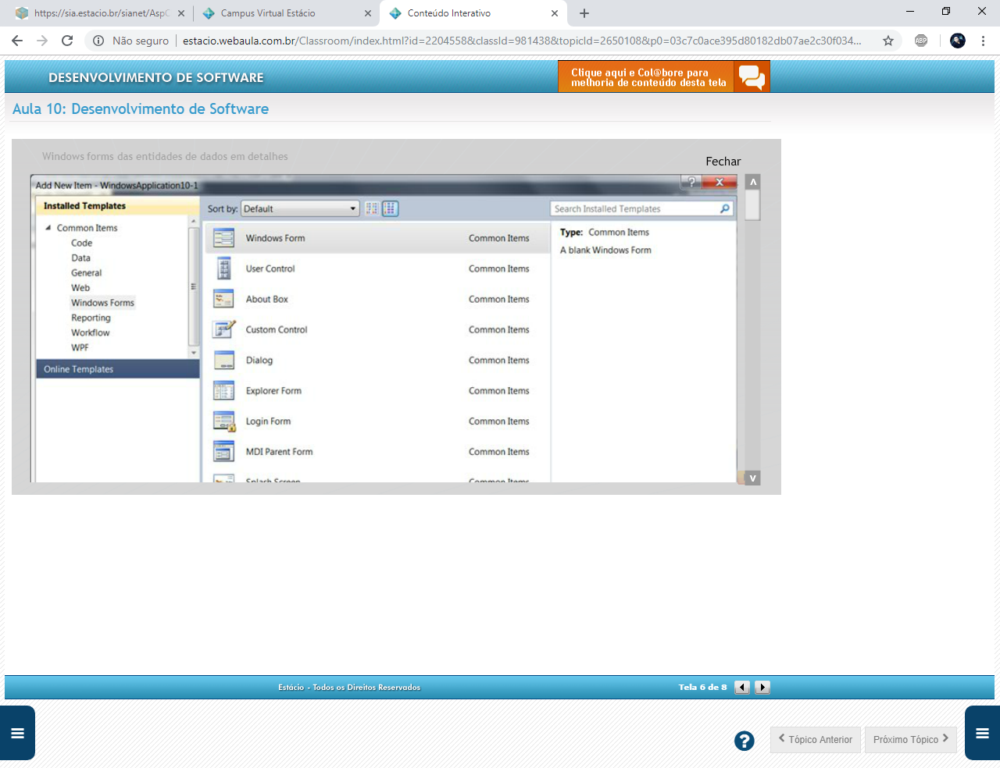 https://sia.estacio.br/sianet/Asp
Campus Virtual Estácio
Conteúdo Interativo
Não seguro
estacio.webaula.com.br/Classroom/index.html?id=2204558&classId=981438&topicId=2650108&p0=03c7c0ace395d80182db07ae2c30f034...
ABP
DESENVOLVIMENTO DE SOFTWARE
Clique aqui e Col@bore para
melhoria de conteúdo desta tela
Aula 10: Desenvolvimento de Software
Windows forms das entidades de dados em detalhes
Fechar
Add New Item - WindowsApplication10-1
Installed Templates
Sort by: Default
Search Installed Templates
Common Items
Code
Data
General
Web
Windows Forms
Reporting
Workflow
WPF
Online Templates
Windows Form Common Items
User Control Common Items
About Box Common Items
Custom Control Common Items
Dialog Common Items
Explorer Form Common Items
Login Form Common Items
MDI Parent Form Common Items
Splash Screen Common Items
Type: Common Items
A blank Windows Form
Estácio - Todos os Direitos Reservados
Tela 6 de 8
Tópico Anterior
Próximo Tópico